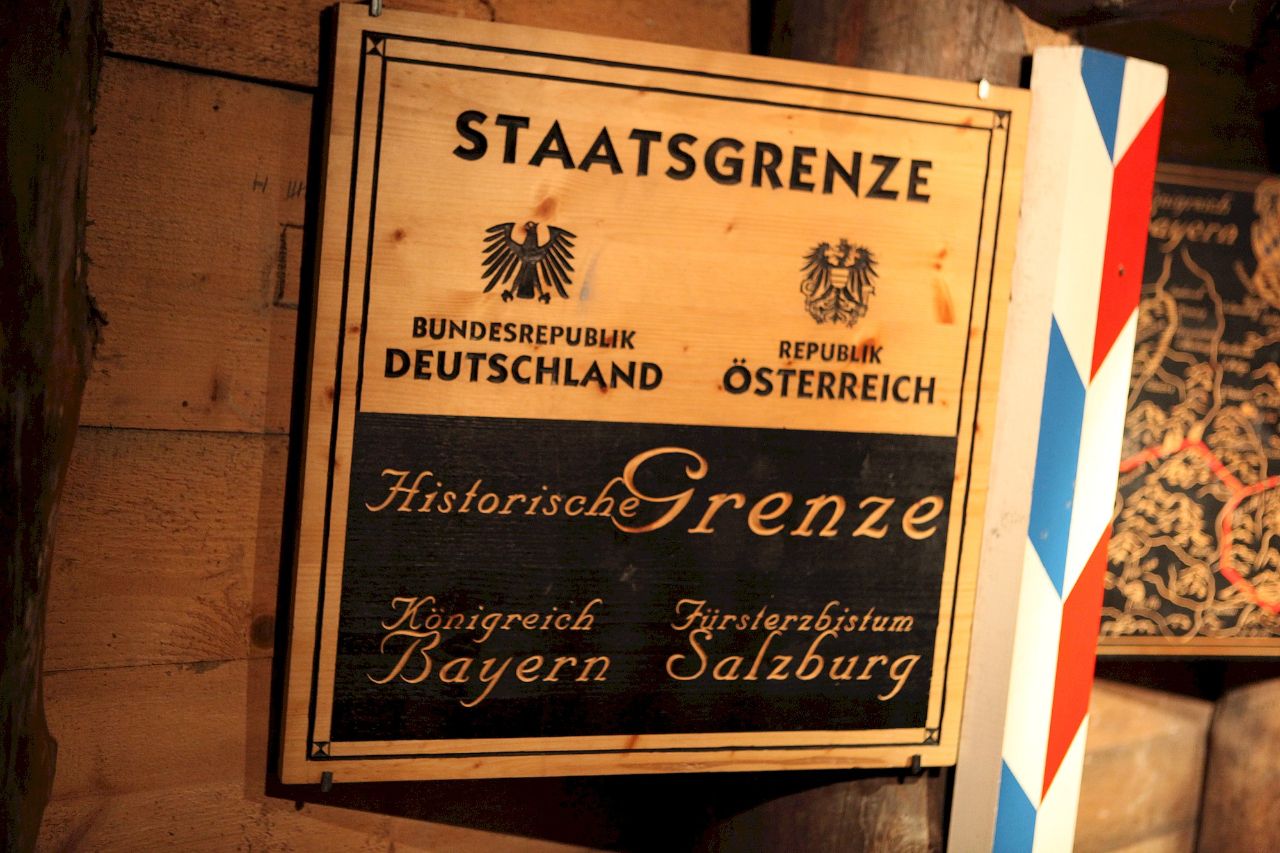 STAATSGRENZE
BUNDESREPUBLIK
DEUTSCHLAND
REPUBLIK
ÖSTERREICH
Historische Grenze
Königreich
Bayern
Fürsterzbistum
Salzburg